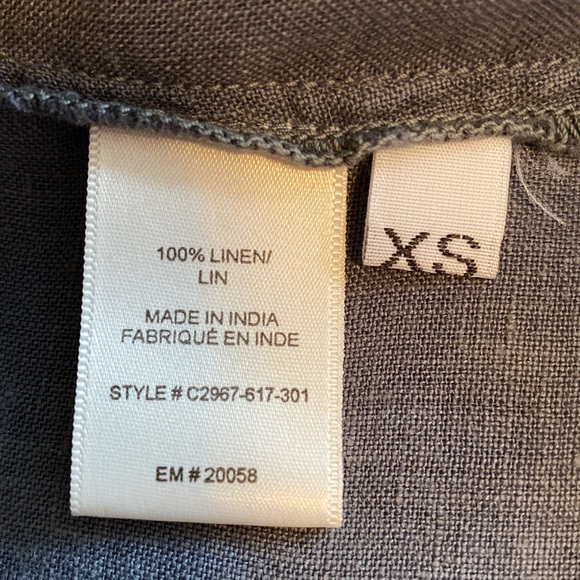 100% LINEN/
LIN
MADE IN INDIA
FABRIQUÉ EN INDE
STYLE # C2967-617-301
EM # 20058
XS